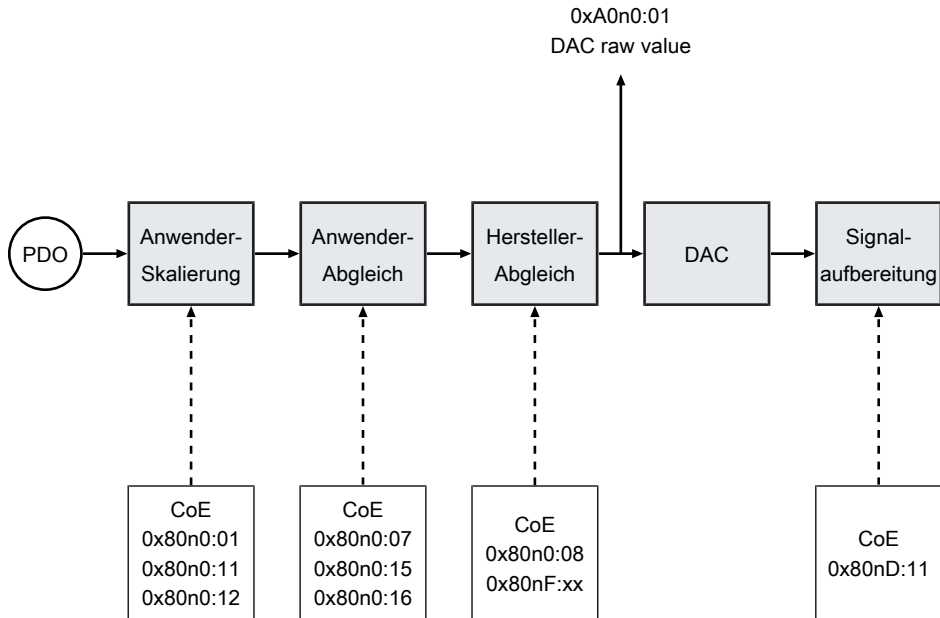 0xA0n0:01
DAC raw value
PDO
Anwender-
Skalierung
Anwender-
Abgleich
Hersteller-
Abgleich
DAC
Signal-
aufbereitung
CoE
0x80n0:01
0x80n0:11
0x80n0:12
CoE
0x80n0:07
0x80n0:15
0x80n0:16
CoE
0x80n0:08
0x80nF:xx
CoE
0x80nD:11